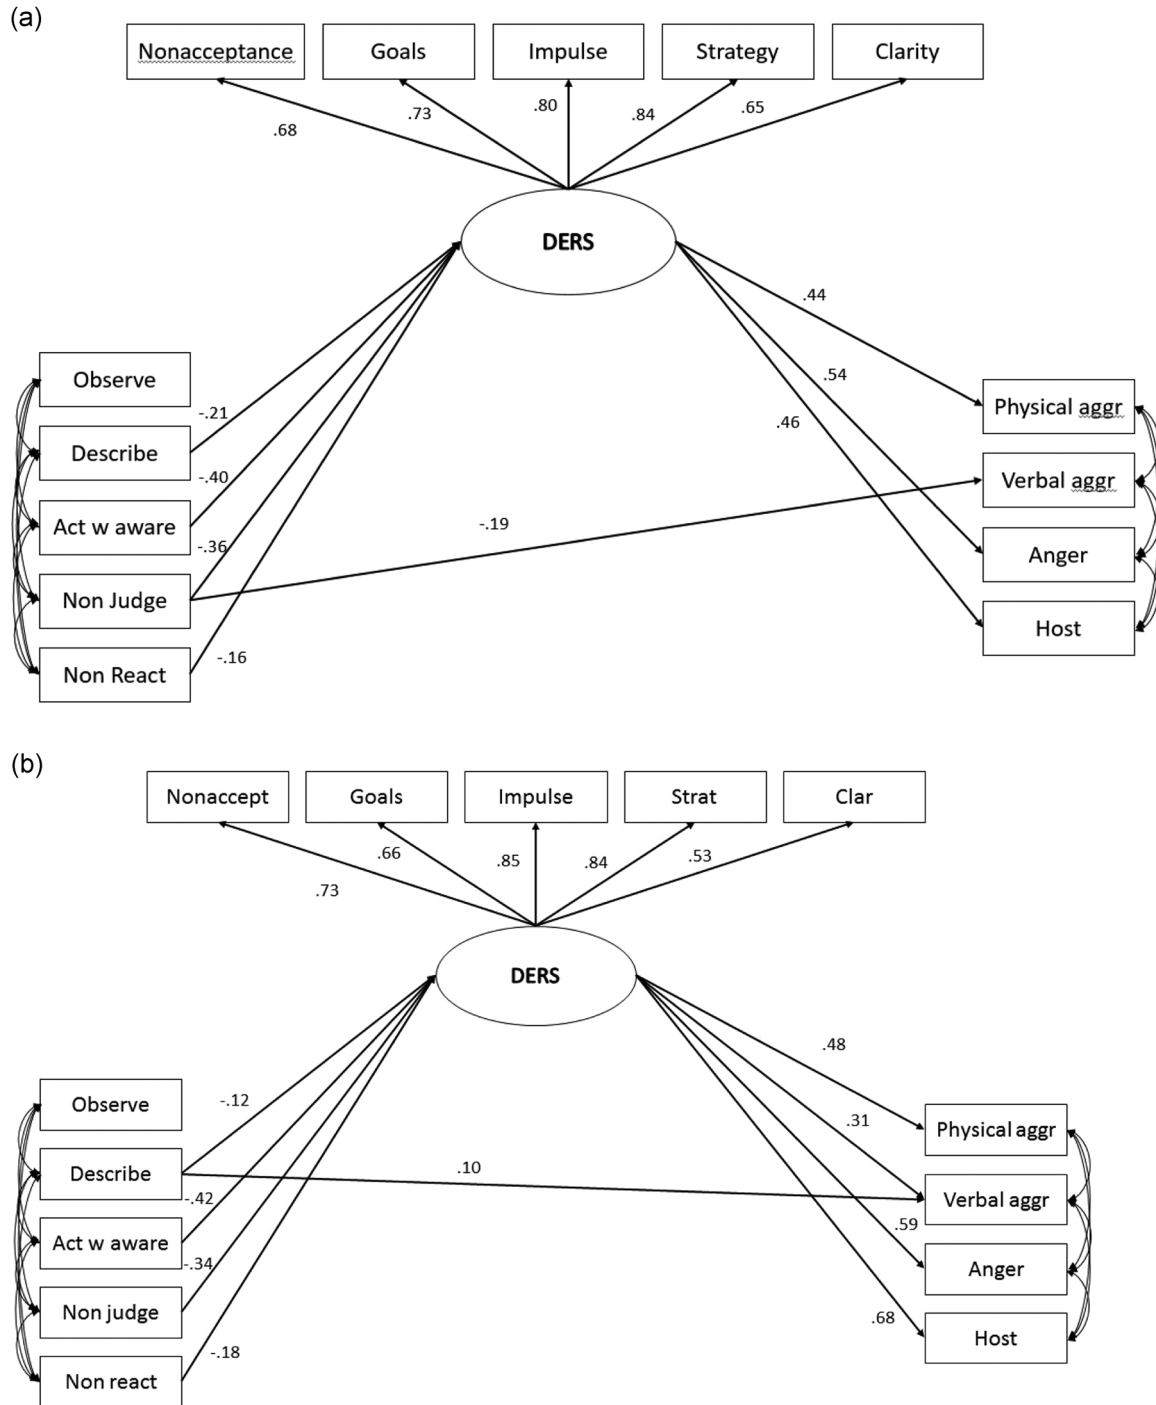 (a)
Nonacceptance Goals Impulse Strategy Clarity
.68 .73 .80 .84 .65
DERS
.44
.54
.46
Observe
-.21
Describe
-.40
Act w aware
-.36
Non Judge
-.16
Non React
-.19
Physical aggr
Verbal aggr
Anger
Host
(b)
Nonaccept Goals Impulse Strat Clar
.73 .66 .85 .84 .53
DERS
.48
.31
.59
.68
Observe
-.12
Describe
-.42
Act w aware
-.34
Non judge
-.18
Non react
.10
Physical aggr
Verbal aggr
Anger
Host